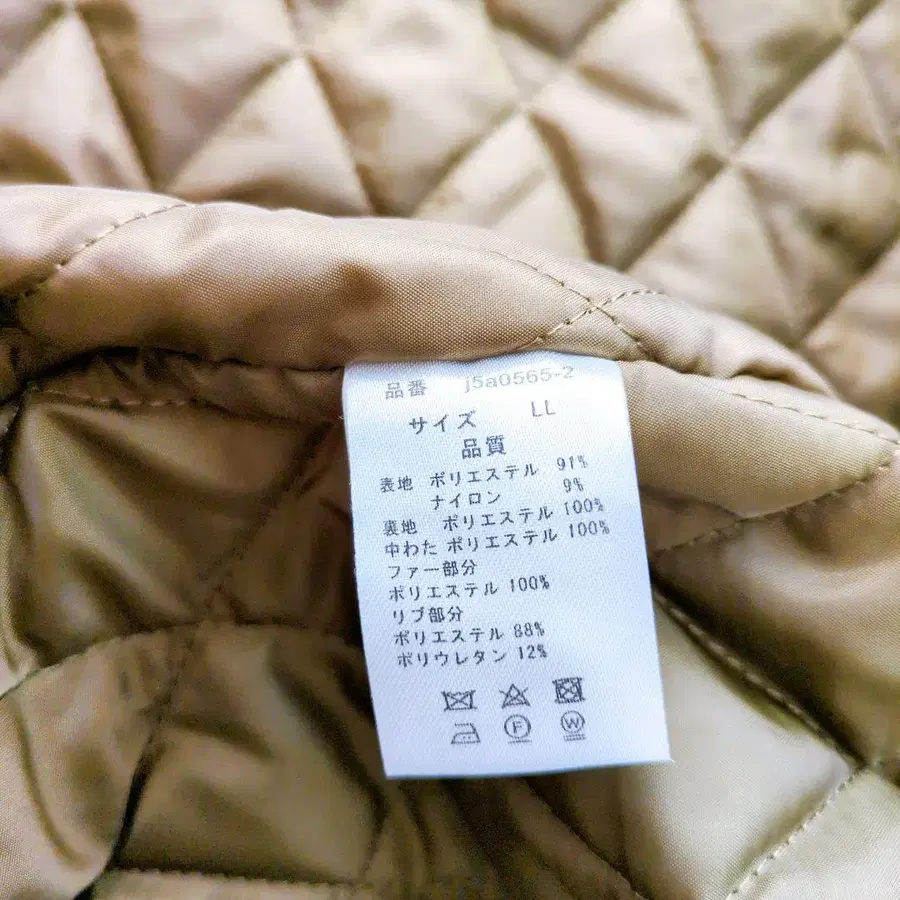 品番 j5a0565-2
サイズ LL
品質
表地 ポリエステル 91%
ナイロン 9%
裏地 ポリエステル 100%
中わた ポリエステル 100%
ファー部分
ポリエステル 100%
リブ部分
ポリエステル 88%
ポリウレタン 12%
F W